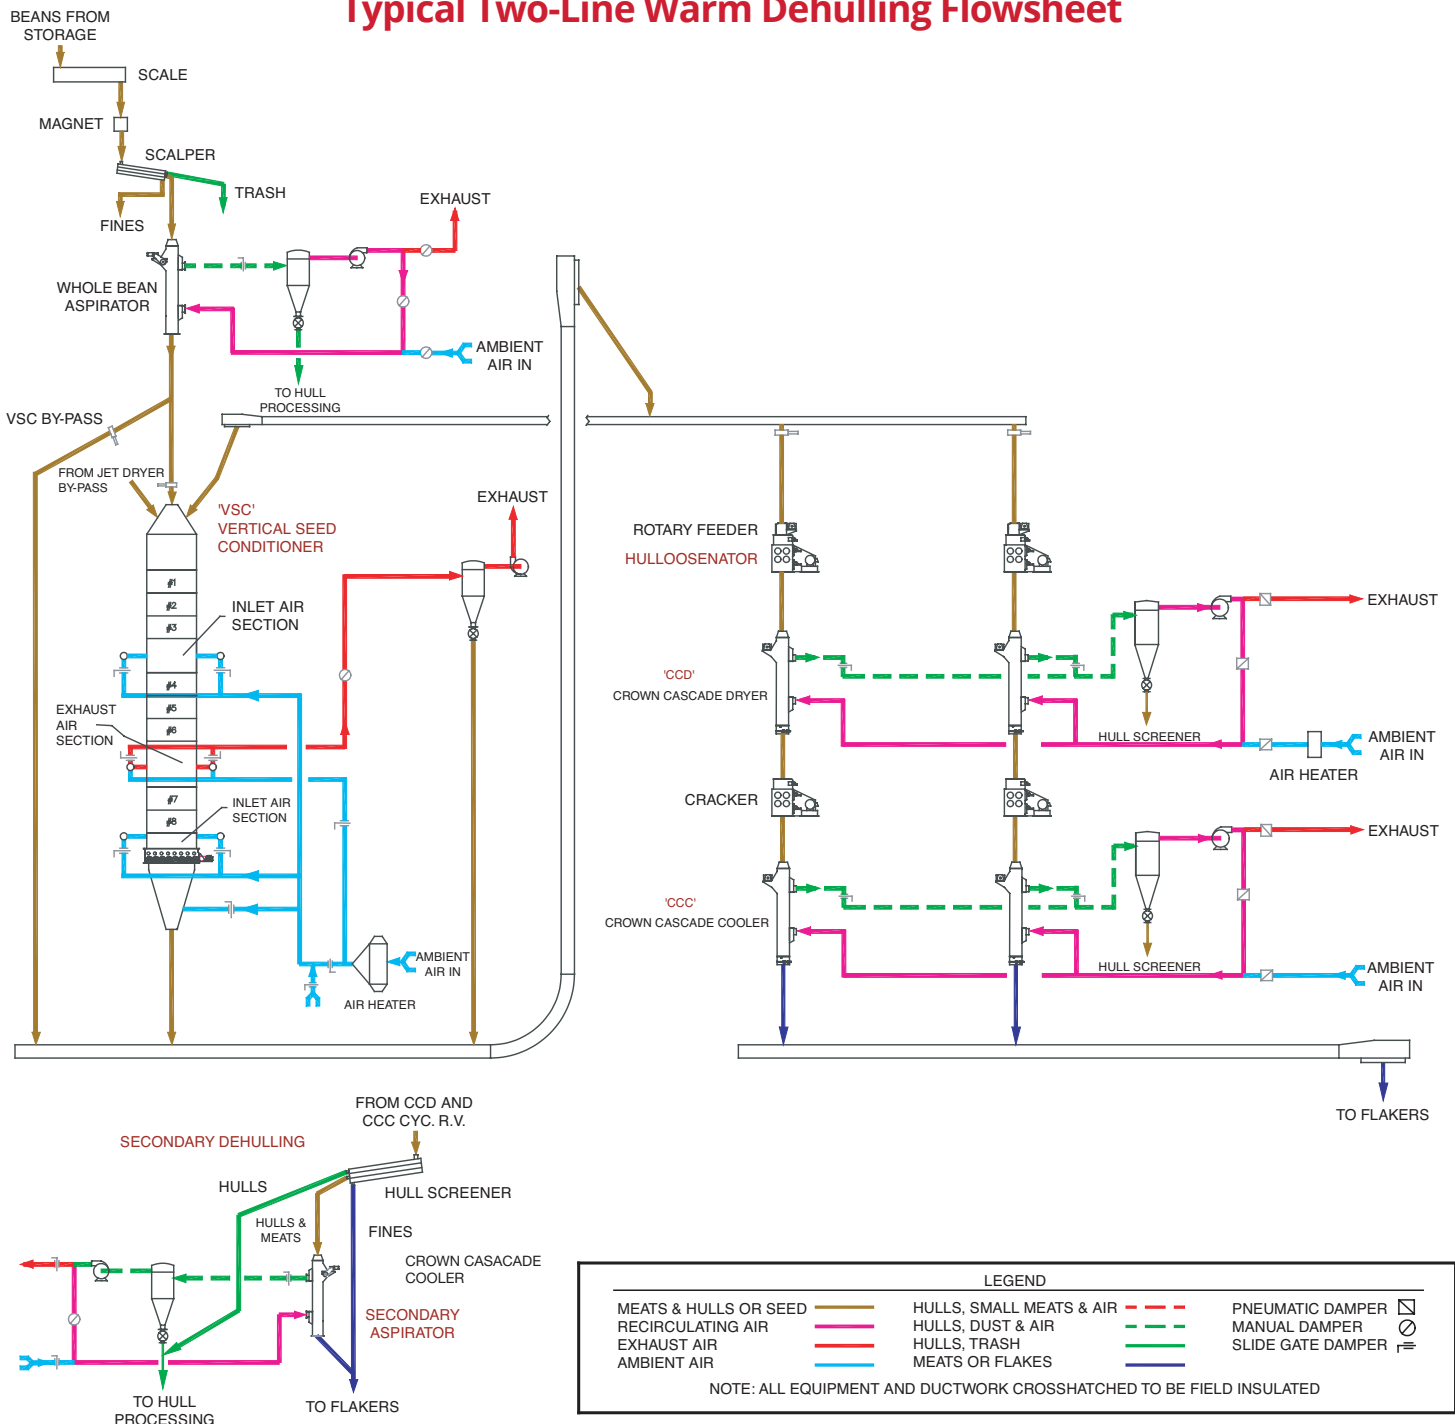 Typical Two-Line Warm Dehulling Flowsheet
BEANS FROM
STORAGE
SCALE
MAGNET
SCALPER
TRASH
FINES
EXHAUST
WHOLE BEAN
ASPIRATOR
AMBIENT
AIR IN
TO HULL
PROCESSING
VSC BY-PASS
FROM JET DRYER
BY-PASS
'VSC'
VERTICAL SEED
CONDITIONER
EXHAUST
#1
#2
#3
INLET AIR
SECTION
#4
#5
#6
EXHAUST
AIR
SECTION
#7
#8
INLET AIR
SECTION
AMBIENT
AIR IN
AIR HEATER
ROTARY FEEDER
HULLOOSENATOR
'CCD'
CROWN CASCADE DRYER
EXHAUST
HULL SCREENER
AMBIENT
AIR IN
AIR HEATER
CRACKER
EXHAUST
'CCC'
CROWN CASCADE COOLER
HULL SCREENER
AMBIENT
AIR IN
TO FLAKERS
FROM CCD AND
CCC CYC. R.V.
SECONDARY DEHULLING
HULLS
HULL SCREENER
HULLS &
MEATS
FINES
CROWN CASACADE
COOLER
SECONDARY
ASPIRATOR
TO HULL
PROCESSING
TO FLAKERS
LEGEND
MEATS & HULLS OR SEED
RECIRCULATING AIR
EXHAUST AIR
AMBIENT AIR
HULLS, SMALL MEATS & AIR
HULLS, DUST & AIR
HULLS, TRASH
MEATS OR FLAKES
PNEUMATIC DAMPER
MANUAL DAMPER
SLIDE GATE DAMPER
NOTE: ALL EQUIPMENT AND DUCTWORK CROSSHATCHED TO BE FIELD INSULATED